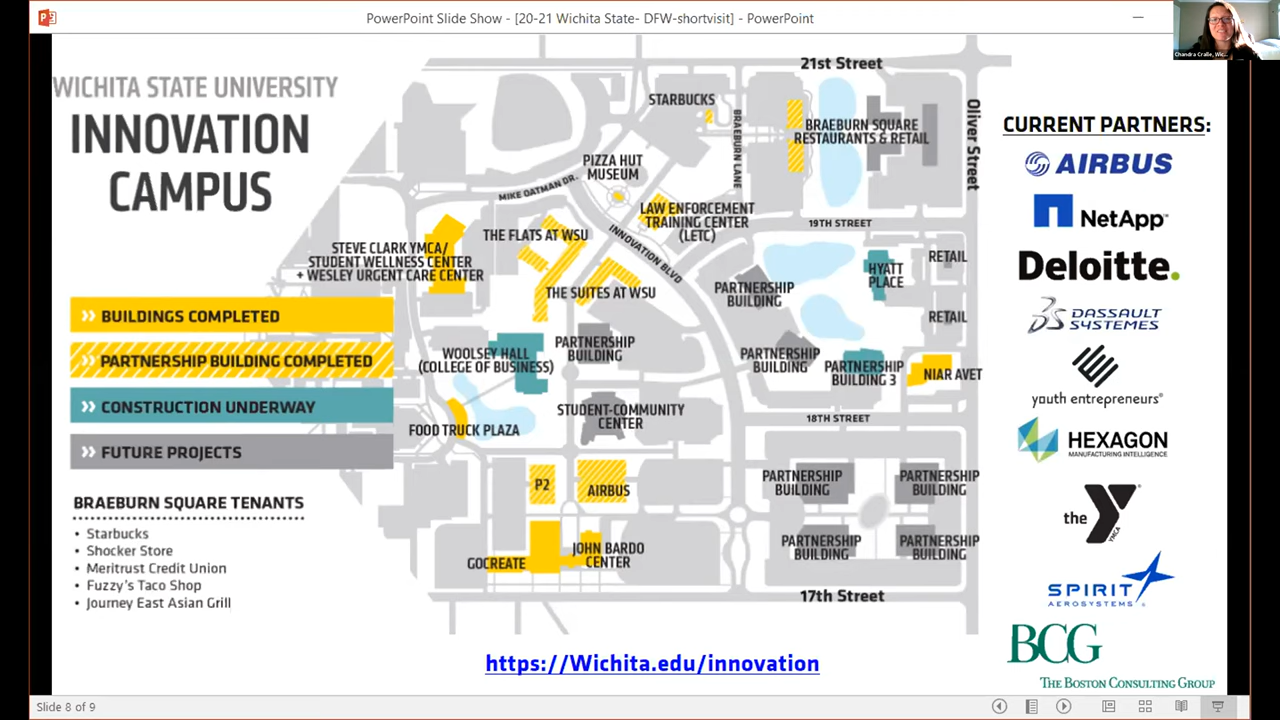 PowerPoint Slide Show - [20-21 Wichita State- DFW-shortvisit] - PowerPoint
Chandra Cralle, Wic...
WICHITA STATE UNIVERSITY
INNOVATION
CAMPUS
BUILDINGS COMPLETED
PARTNERSHIP BUILDING COMPLETED
CONSTRUCTION UNDERWAY
FUTURE PROJECTS
BRAEBURN SQUARE TENANTS
• Starbucks
• Shocker Store
• Meritrust Credit Union
• Fuzzy's Taco Shop
• Journey East Asian Grill
21st Street
STARBUCKS
BRAEBURN LANE
BRAEBURN SQUARE
RESTAURANTS & RETAIL
Oliver Street
PIZZA HUT
MUSEUM
MIKE OATMAN DR.
LAW ENFORCEMENT
TRAINING CENTER
(LETC)
19TH STREET
THE FLATS AT WSU
INNOVATION BLVD
STEVE CLARK YMCA/
STUDENT WELLNESS CENTER
+ WESLEY URGENT CARE CENTER
THE SUITES AT WSU
PARTNERSHIP
BUILDING
HYATT
PLACE
RETAIL
RETAIL
WOOLSEY HALL
(COLLEGE OF BUSINESS)
PARTNERSHIP
BUILDING
PARTNERSHIP
BUILDING
PARTNERSHIP
BUILDING 3
NIAR AVET
FOOD TRUCK PLAZA
STUDENT-COMMUNITY
CENTER
18TH STREET
P2
AIRBUS
PARTNERSHIP
BUILDING
PARTNERSHIP
BUILDING
GOCREATE
JOHN BARDO
CENTER
PARTNERSHIP
BUILDING
PARTNERSHIP
BUILDING
17th Street
https://Wichita.edu/innovation
CURRENT PARTNERS:
AIRBUS
NetApp™
Deloitte.
DASSAULT
SYSTEMES
youth entrepreneurs®
HEXAGON
MANUFACTURING INTELLIGENCE
the Y®
YMCA
SPIRIT
AEROSYSTEMS
BCG
THE BOSTON CONSULTING GROUP
Slide 8 of 9